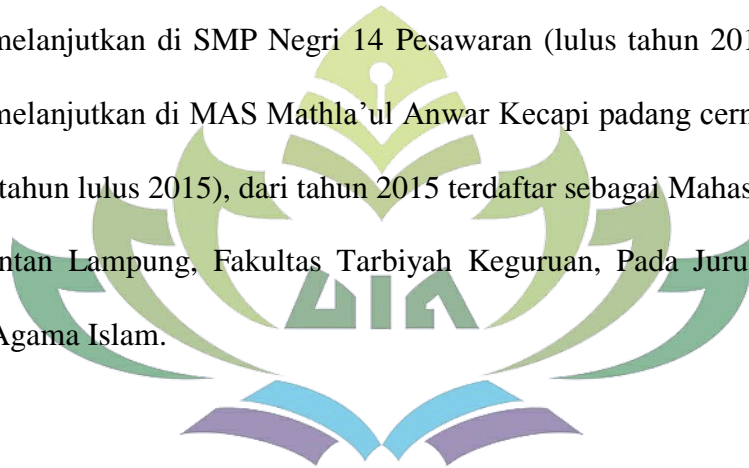 melanjutkan di SMP Negri 14 Pesawaran (lulus tahun 201
melanjutkan di MAS Mathla'ul Anwar Kecapi padang cern
tahun lulus 2015), dari tahun 2015 terdaftar sebagai Mahas
ntan Lampung, Fakultas Tarbiyah Keguruan, Pada Juru
Agama Islam.
UIN